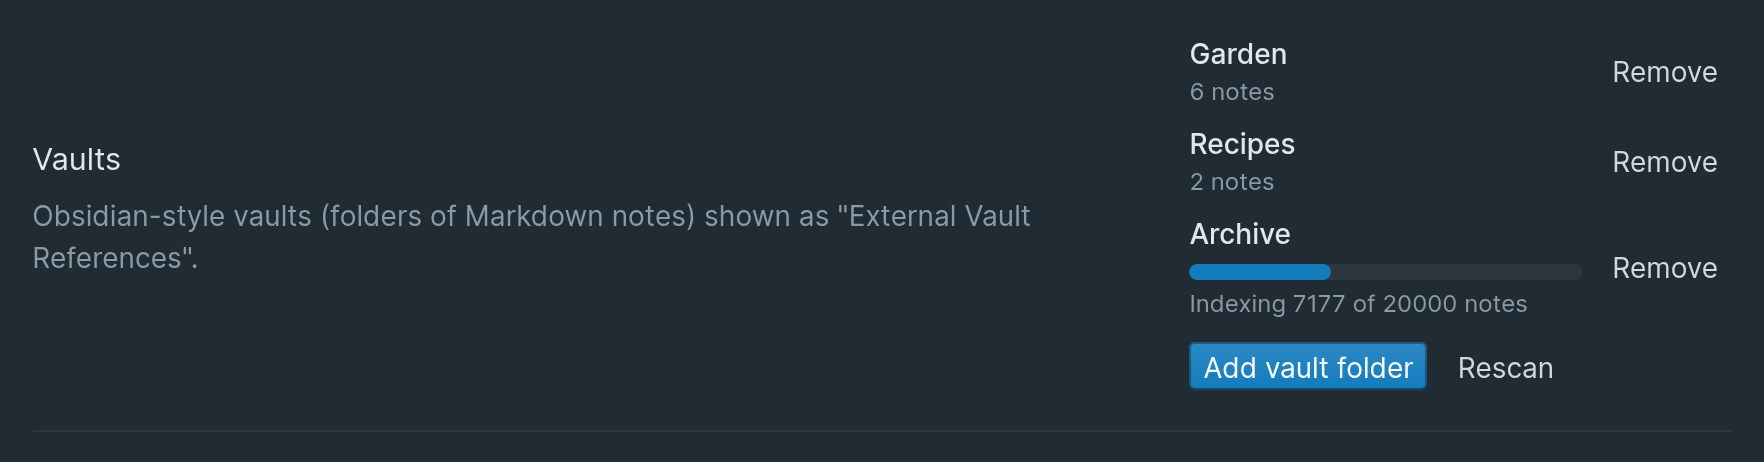 Vaults
Obsidian-style vaults (folders of Markdown notes) shown as "External Vault
References".
Garden
6 notes
Remove
Recipes
2 notes
Remove
Archive
Indexing 7177 of 20000 notes
Remove
Add vault folder
Rescan